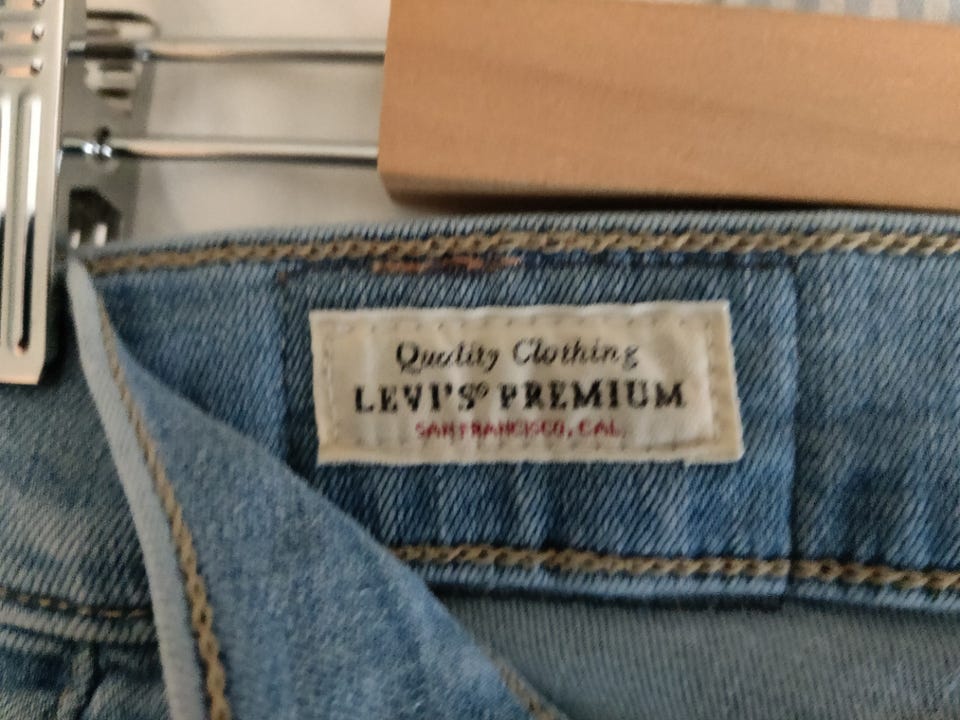 Quality Clothing
LEVI'S® PREMIUM
SAN FRANCISCO, CAL.